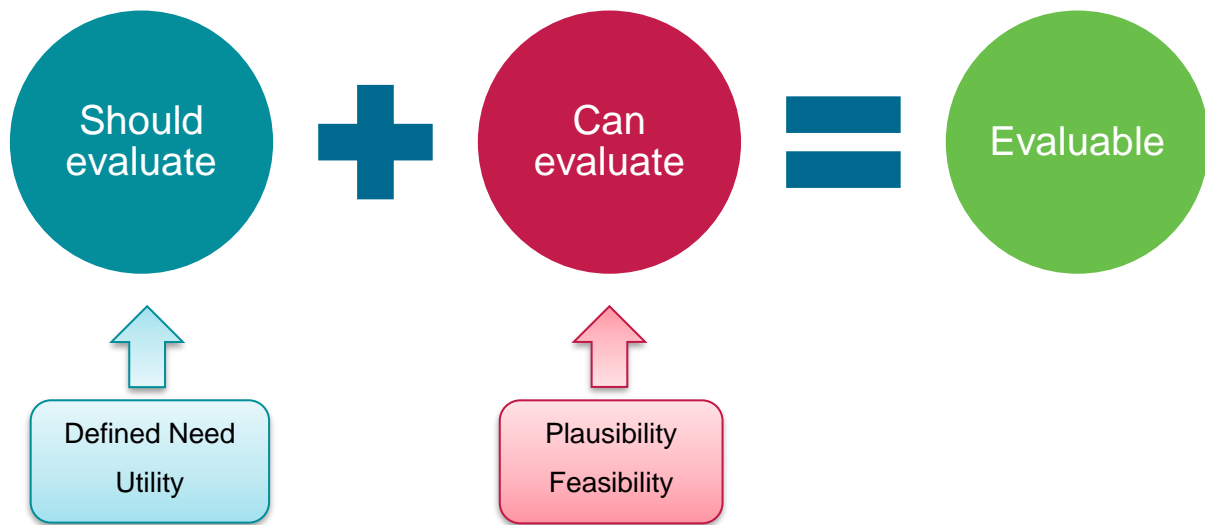 Should
evaluate
Can
evaluate
Evaluable
Defined Need
Utility
Plausibility
Feasibility